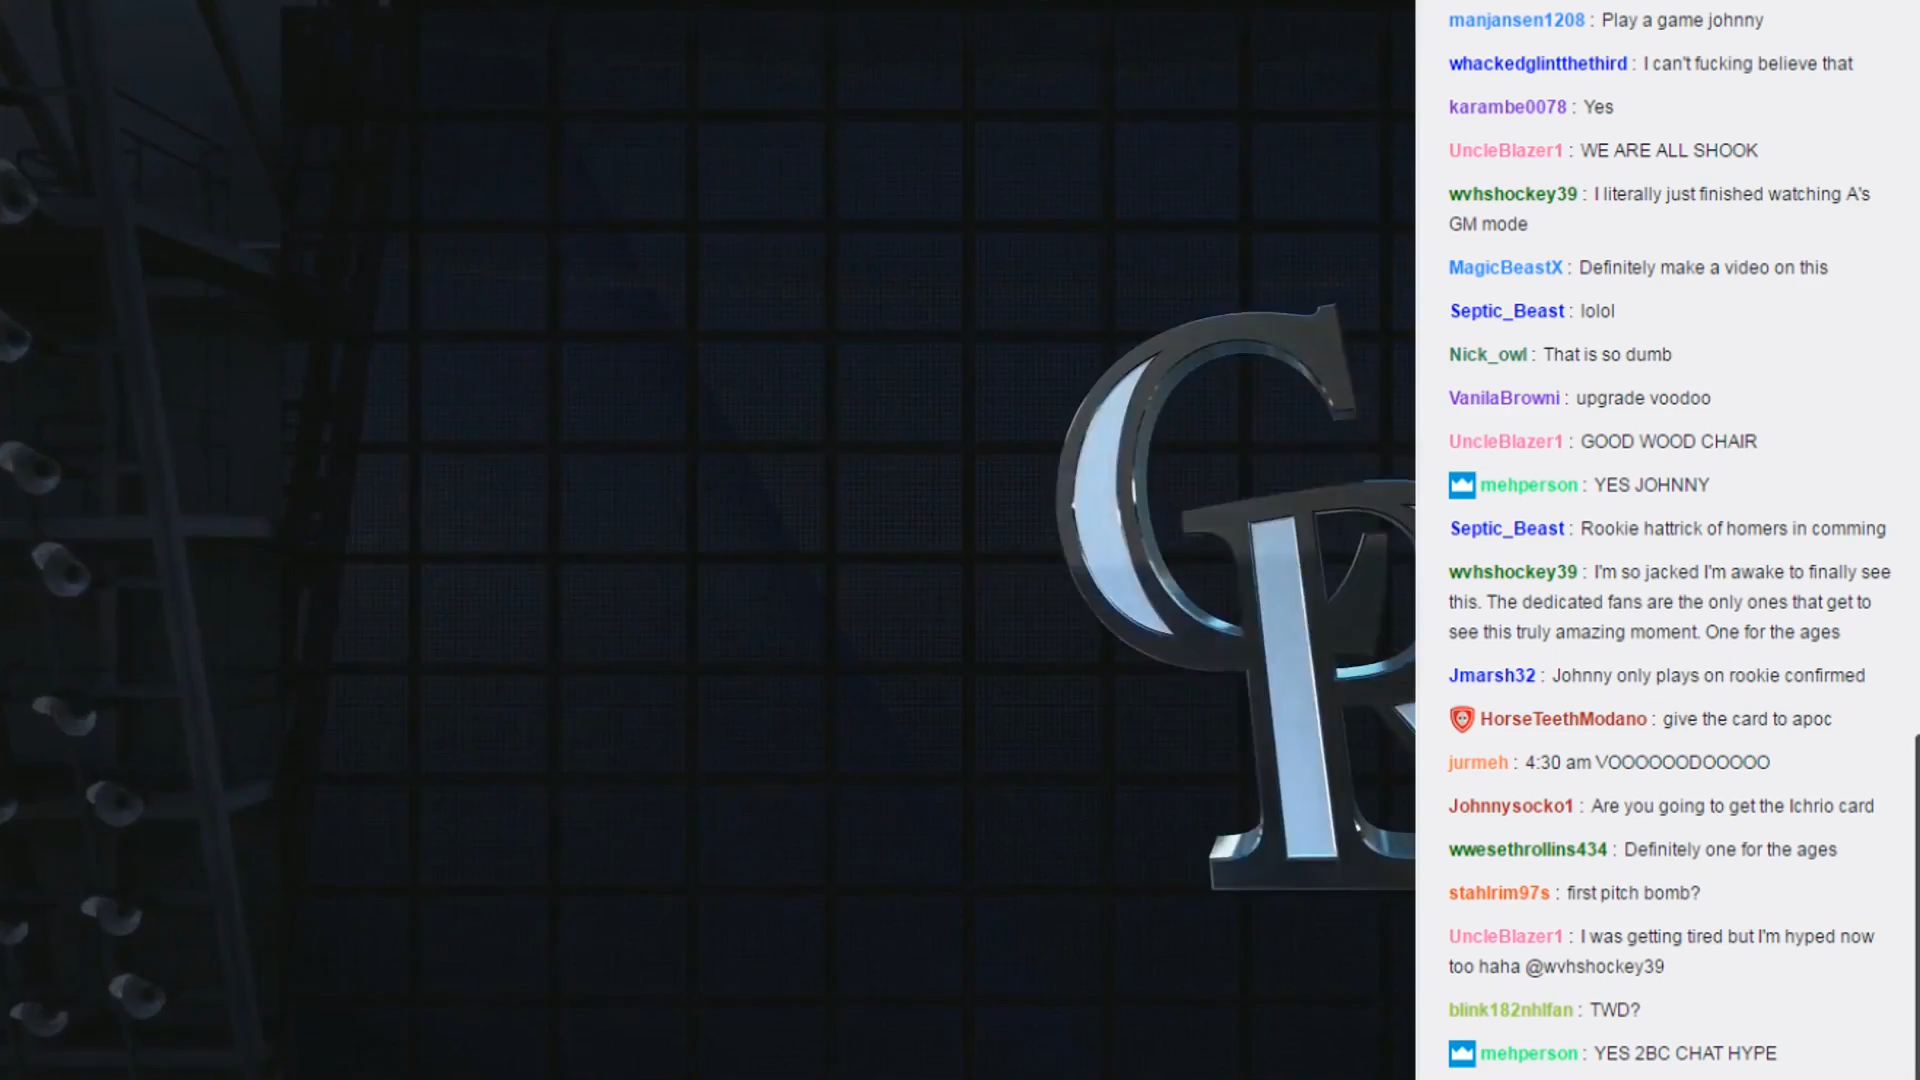 manjansen1208 : Play a game johnny
whackedglintthethird : I can't fucking believe that
karambe0078 : Yes
UncleBlazer1 : WE ARE ALL SHOOK
wvhshockey39 : I literally just finished watching A's
GM mode
MagicBeastX : Definitely make a video on this
Septic_Beast : lolol
Nick_owl : That is so dumb
VanilaBrowni : upgrade voodoo
UncleBlazer1 : GOOD WOOD CHAIR
mehperson : YES JOHNNY
Septic_Beast : Rookie hattrick of homers in comming
wvhshockey39 : I'm so jacked I'm awake to finally see
this. The dedicated fans are the only ones that get to
see this truly amazing moment. One for the ages
Jmarsh32 : Johnny only plays on rookie confirmed
HorseTeethModano : give the card to apoc
jurmeh : 4:30 am VOOOOOODOOOOO
Johnnysocko1 : Are you going to get the Ichrio card
wwesethrollins434 : Definitely one for the ages
stahlrim97s : first pitch bomb?
UncleBlazer1 : I was getting tired but I'm hyped now
too haha @wvhshockey39
blink182nhlfan : TWD?
mehperson : YES 2BC CHAT HYPE
CR